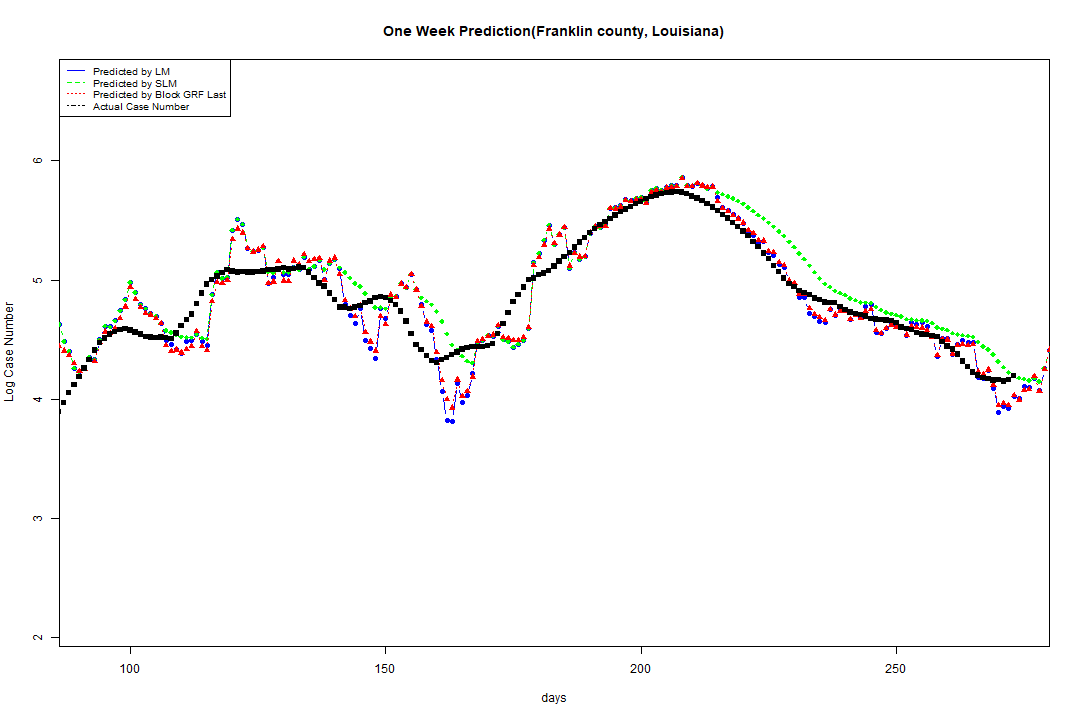 One Week Prediction(Franklin county, Louisiana)
Predicted by LM
Predicted by SLM
Predicted by Block GRF Last
Actual Case Number
6
5
4
3
2
Log Case Number
100 150 200 250
days